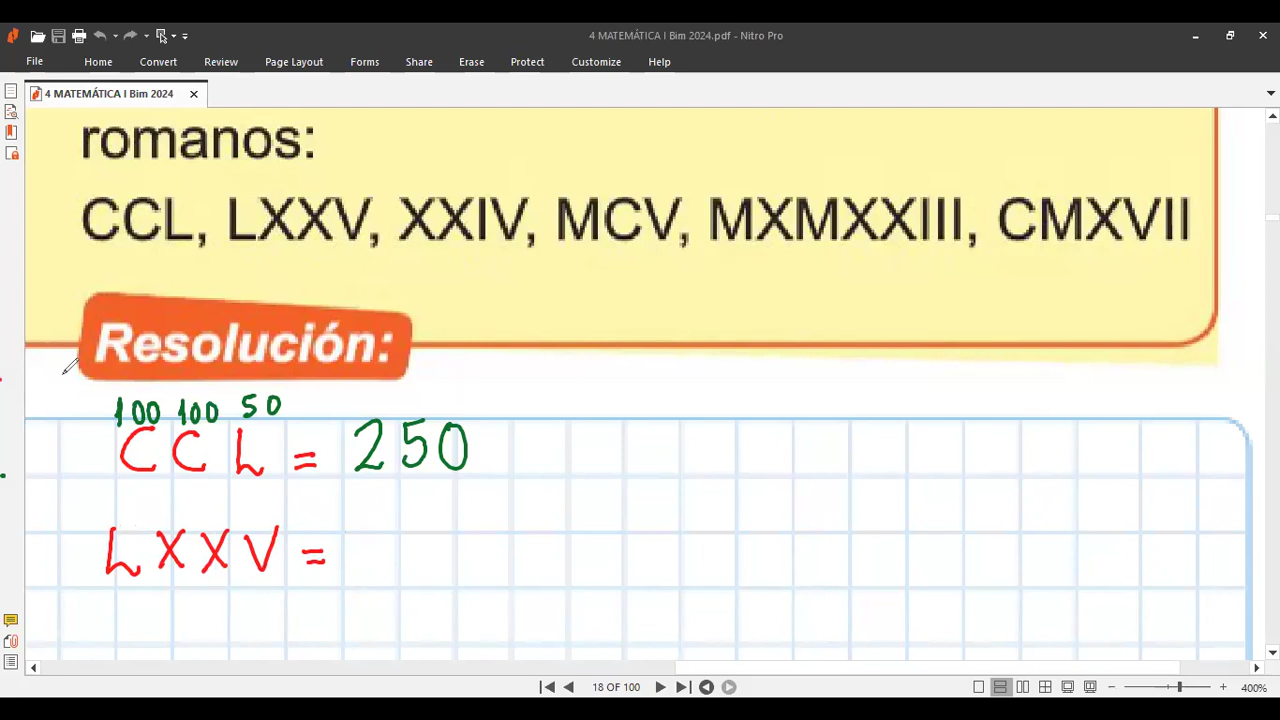 4 MATEMÁTICA I Bim 2024.pdf - Nitro Pro
File Home Convert Review Page Layout Forms Share Erase Protect Customize Help
4 MATEMÁTICA I Bim 2024
romanos:
CCL, LXXV, XXIV, MCV, MXMXXIII, CMXVII
Resolución:
100 100 50
CCL = 250
LXXV =
18 OF 100
400%